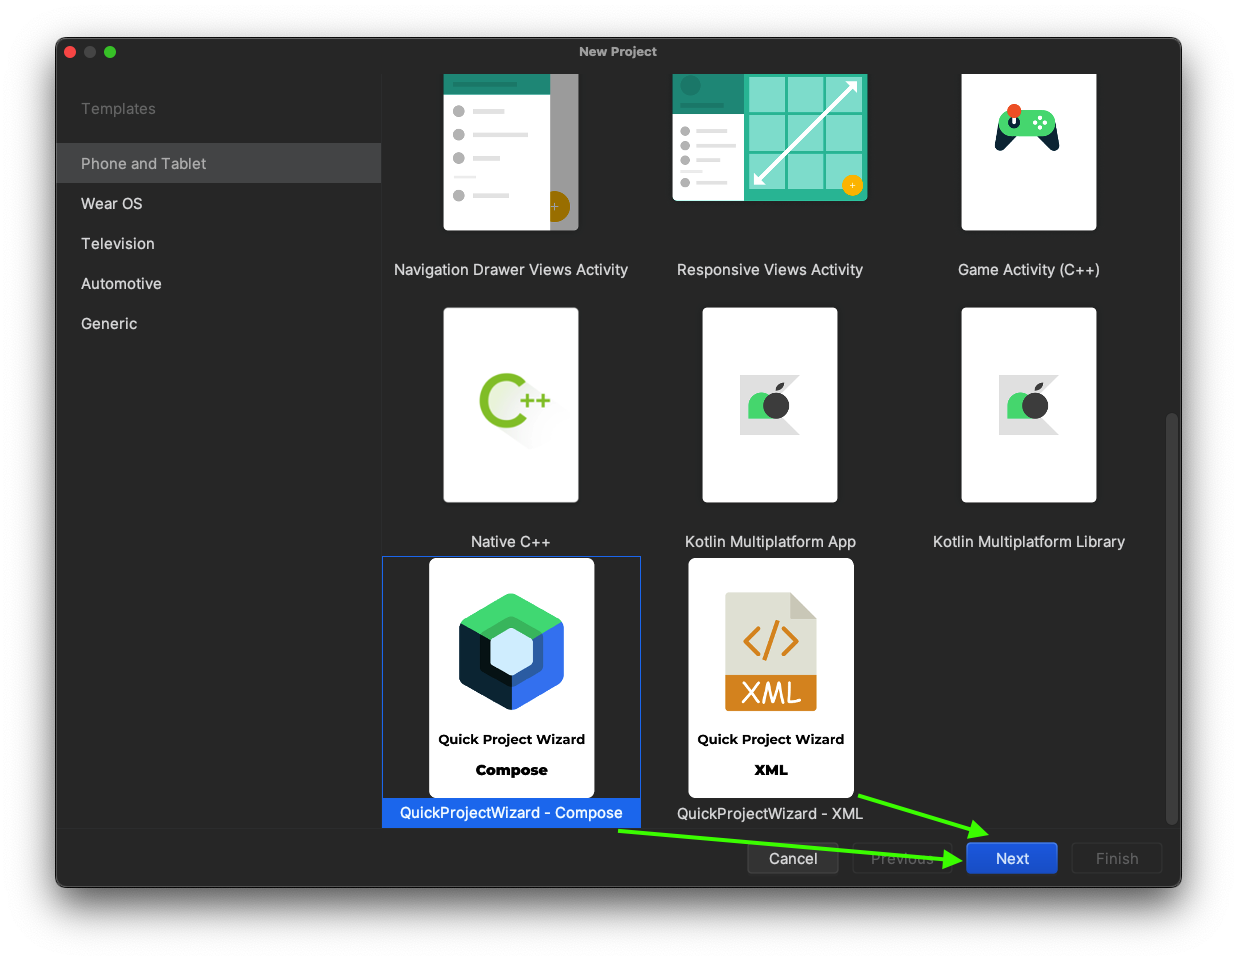 New Project
Templates
Phone and Tablet
Wear OS
Television
Automotive
Generic
Navigation Drawer Views Activity
Responsive Views Activity
Game Activity (C++)
C++
Native C++
Kotlin Multiplatform App
Kotlin Multiplatform Library
Quick Project Wizard
Compose
QuickProjectWizard - Compose
</>
XML
Quick Project Wizard
XML
QuickProjectWizard - XML
Cancel
Previous
Next
Finish